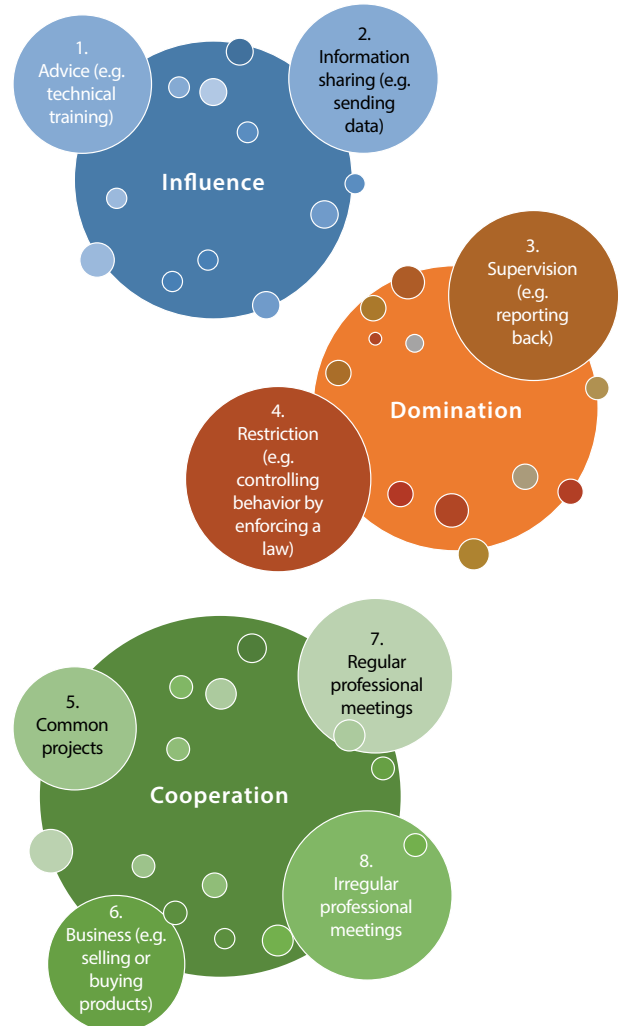 1.
Advice (e.g.
technical
training)
2.
Information
sharing (e.g.
sending
data)
Influence
3.
Supervision
(e.g.
reporting
back)
Domination
4.
Restriction
(e.g.
controlling
behavior by
enforcing a
law)
7.
Regular
professional
meetings
5.
Common
projects
Cooperation
8.
Irregular
professional
meetings
6.
Business (e.g.
selling or
buying
products)